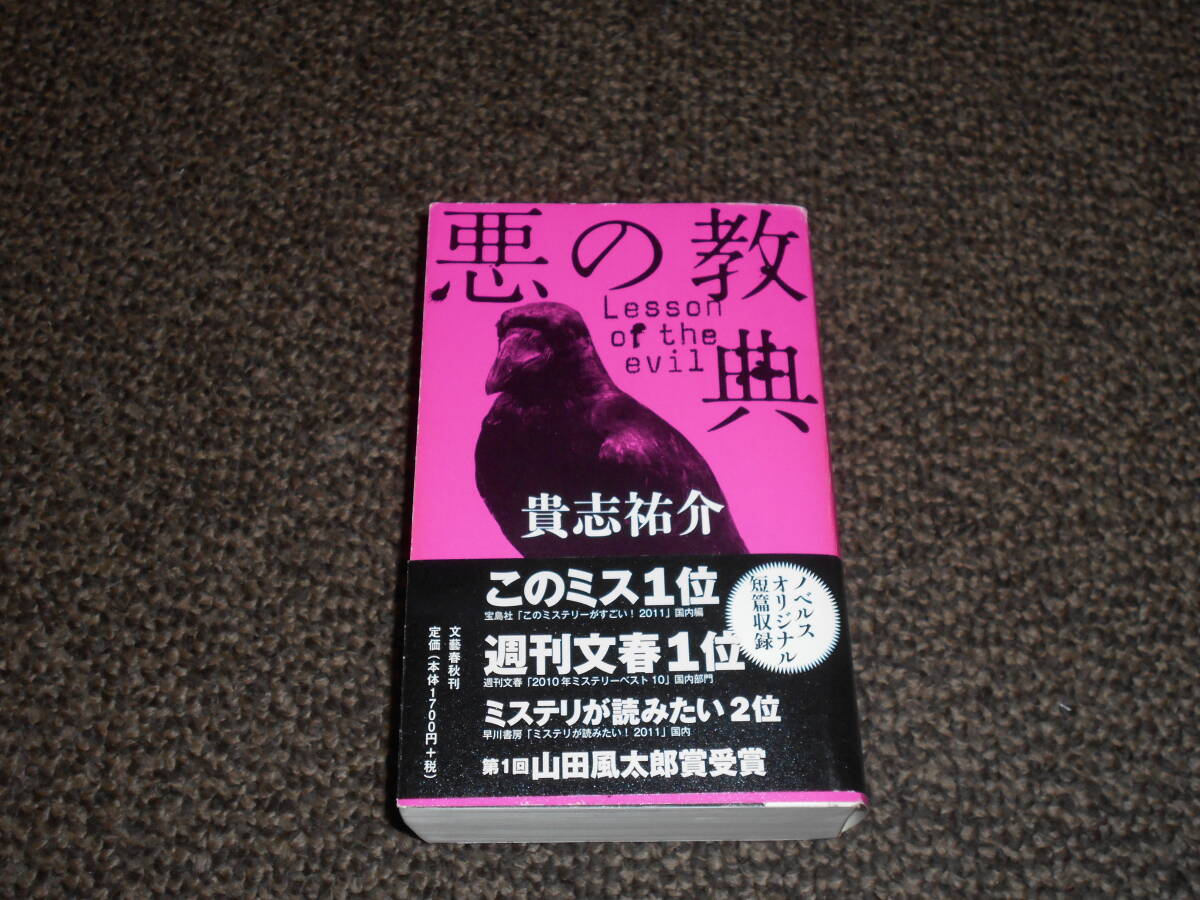 悪の教
典
Lesson
of the
evil
貴志祐介
このミス1位
宝島社「このミステリーがすごい！2011」国内編
週刊文春1位
週刊文春「2010年ミステリーベスト10」国内部門
ミステリが読みたい2位
早川書房「ミステリが読みたい！2011」国内
第1回山田風太郎賞受賞
ノベルス
オリジナル
短篇収録
文藝春秋刊
定価（本体1700円+税）